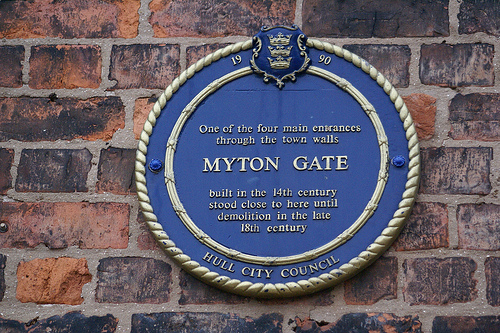 19 90
One of the four main entrances
through the town walls
MYTON GATE
built in the 14th century
stood close to here until
demolition in the late
18th century
HULL CITY COUNCIL